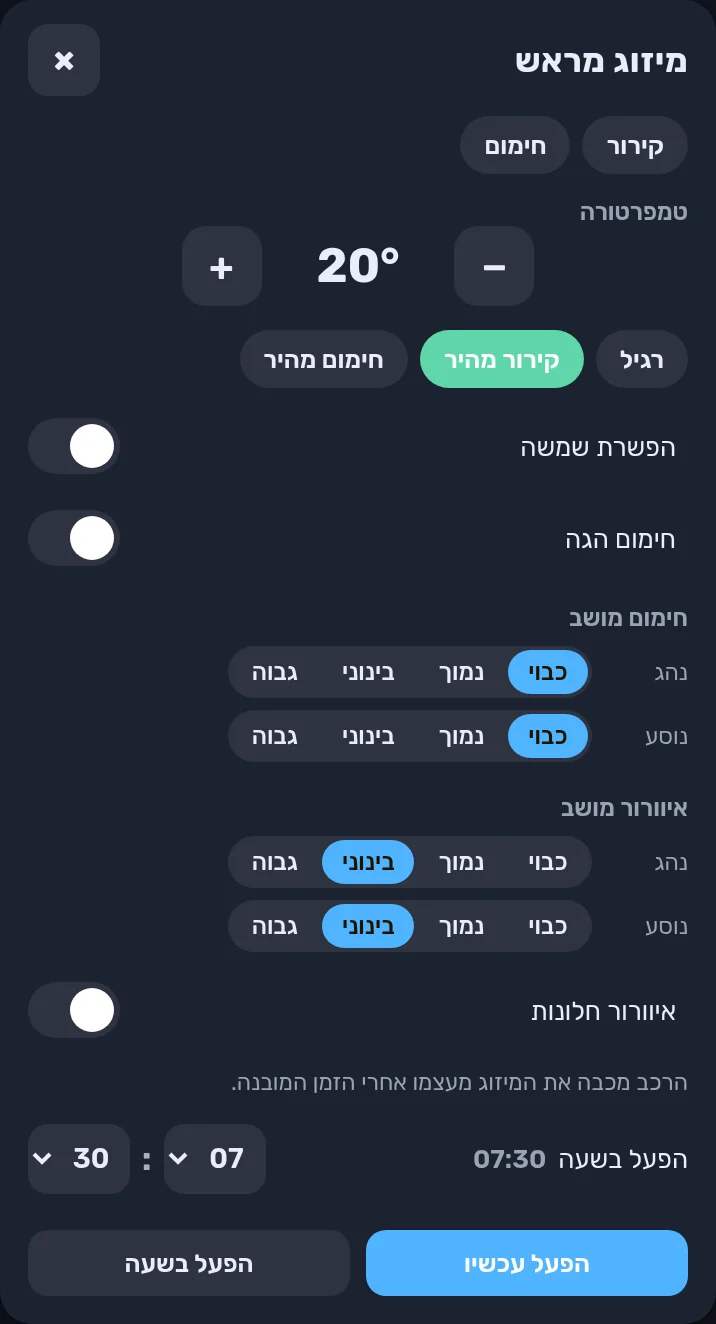 מיזוג מראש
קירור חימום
טמפרטורה
− 20° +
רגיל קירור מהיר חימום מהיר
הפשרת שמשה
חימום הגה
חימום מושב
נהג כבוי נמוך בינוני גבוה
נוסע כבוי נמוך בינוני גבוה
איוורור מושב
נהג כבוי נמוך בינוני גבוה
נוסע כבוי נמוך בינוני גבוה
איוורור חלונות
הרכב מכבה את המיזוג מעצמו אחרי הזמן המובנה.
הפעל בשעה 07:30 07 : 30
הפעל עכשיו הפעל בשעה